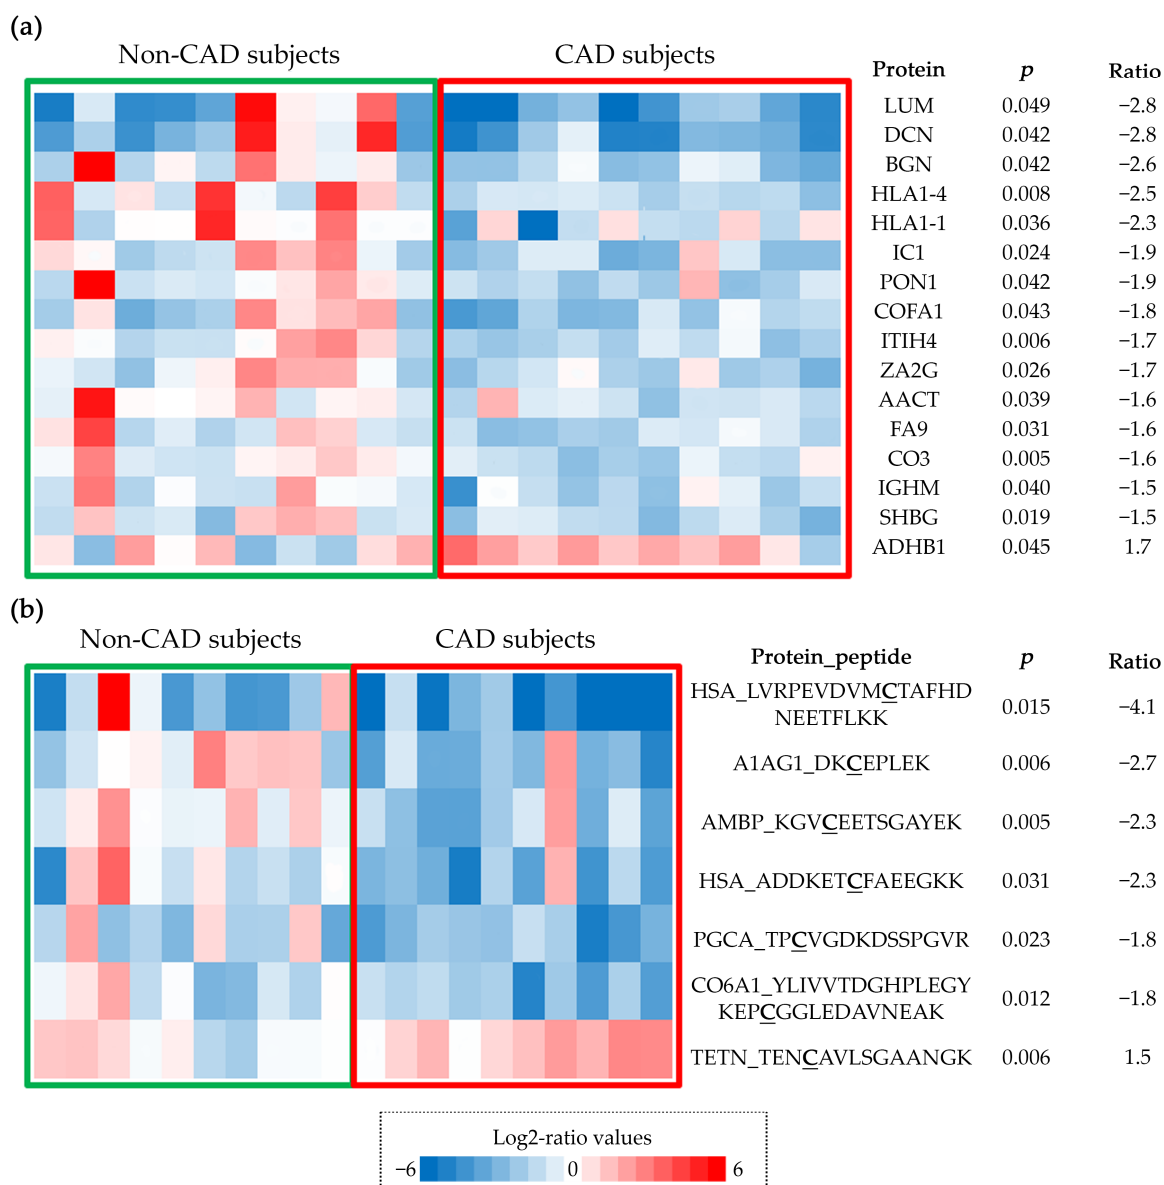 (a)
Non-CAD subjects CAD subjects
Protein p Ratio
LUM 0.049 −2.8
DCN 0.042 −2.8
BGN 0.042 −2.6
HLA1-4 0.008 −2.5
HLA1-1 0.036 −2.3
IC1 0.024 −1.9
PON1 0.042 −1.9
COFA1 0.043 −1.8
ITIH4 0.006 −1.7
ZA2G 0.026 −1.7
AACT 0.039 −1.6
FA9 0.031 −1.6
CO3 0.005 −1.6
IGHM 0.040 −1.5
SHBG 0.019 −1.5
ADHB1 0.045 1.7
(b)
Non-CAD subjects CAD subjects
Protein_peptide p Ratio
HSA_LVRPEVDVMCTAFHD
NEETFLKK 0.015 −4.1
A1AG1_DKCEPLEK 0.006 −2.7
AMBP_KGVCEETSGAYEK 0.005 −2.3
HSA_ADDKETCFAEEGKK 0.031 −2.3
PGCA_TPCVGDKDSSPGVR 0.023 −1.8
CO6A1_YLIVVTDGHPLEGY
KEPCGGLEDAVNEAK 0.012 −1.8
TETN_TENCAVLSGAANGK 0.006 1.5
Log2-ratio values
−6 0 6